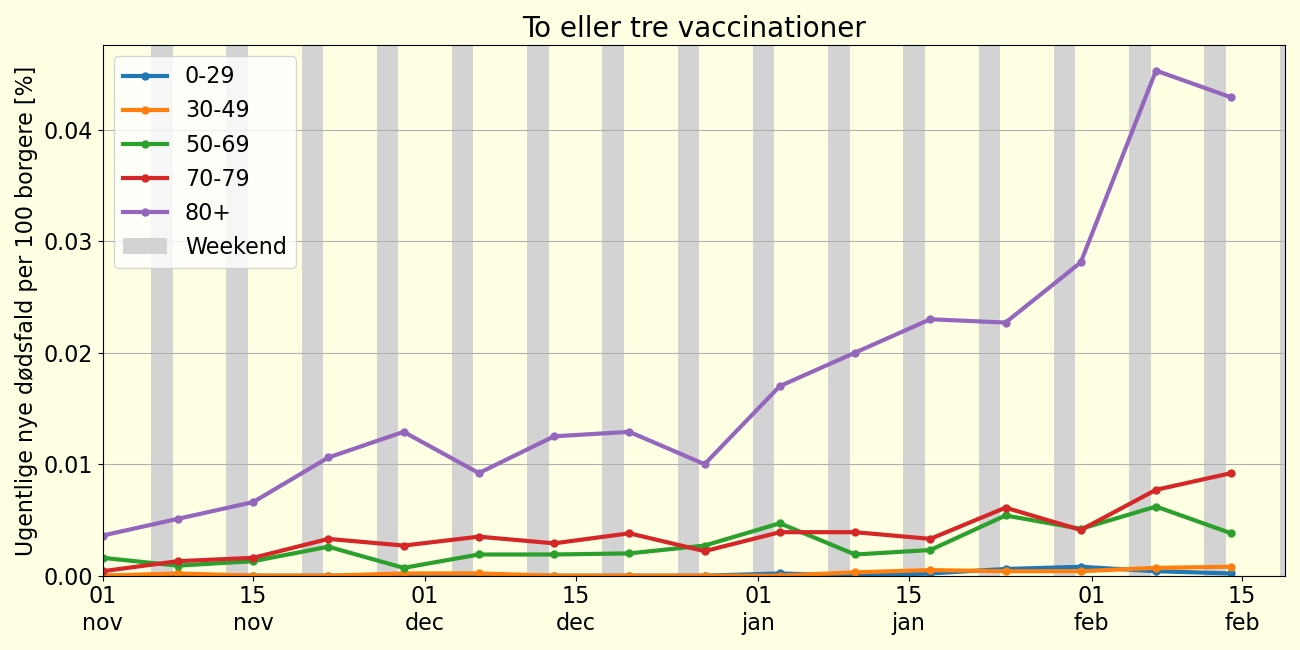 To eller tre vaccinationer
Ugentlige nye dødsfald per 100 borgere [%]
0-29
30-49
50-69
70-79
80+
Weekend
0.04
0.03
0.02
0.01
0.00
01 15 01 15 01 15 01 15
nov nov dec dec jan jan feb feb